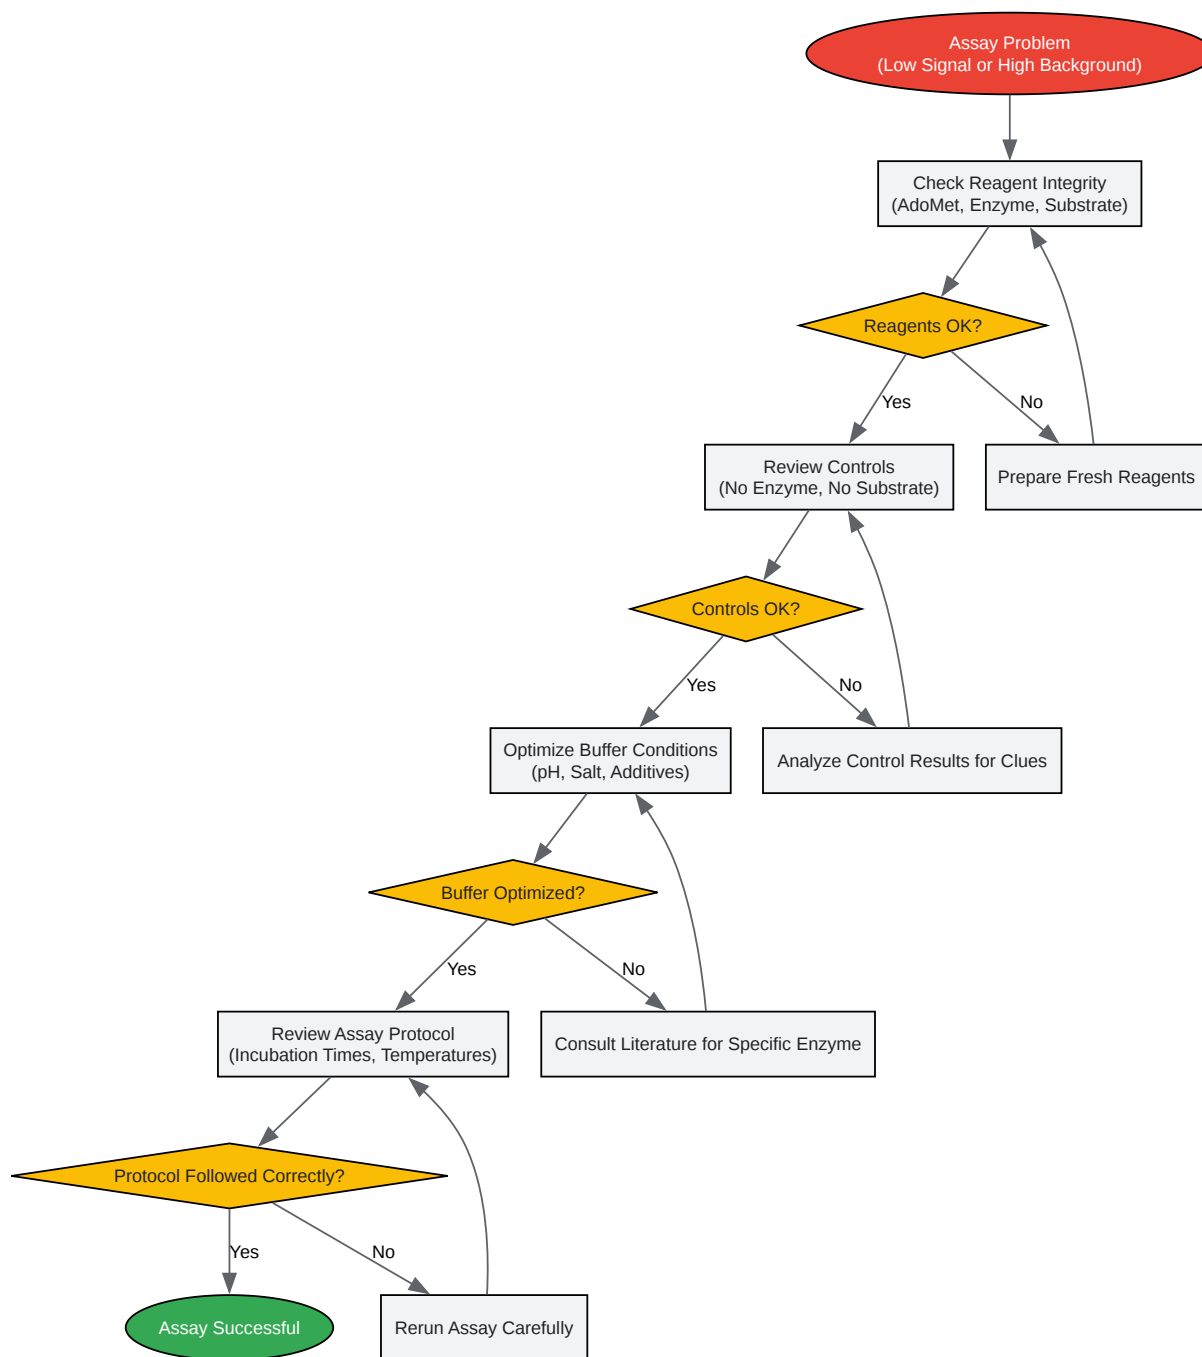 Assay Problem
(Low Signal or High Background)
Check Reagent Integrity
(AdoMet, Enzyme, Substrate)
Reagents OK?
Yes
No
Review Controls
(No Enzyme, No Substrate)
Prepare Fresh Reagents
Controls OK?
Yes
No
Optimize Buffer Conditions
(pH, Salt, Additives)
Analyze Control Results for Clues
Buffer Optimized?
Yes
No
Review Assay Protocol
(Incubation Times, Temperatures)
Consult Literature for Specific Enzyme
Protocol Followed Correctly?
Yes
No
Assay Successful
Rerun Assay Carefully